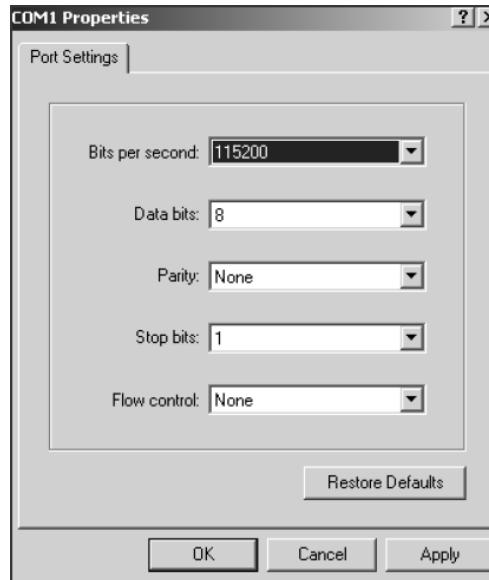 COM1 Properties
Port Settings
Bits per second: 115200
Data bits: 8
Parity: None
Stop bits: 1
Flow control: None
Restore Defaults
OK Cancel Apply